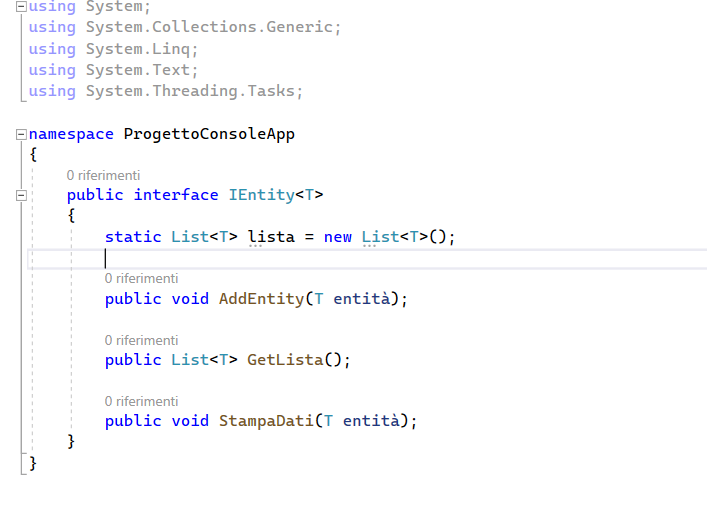 using System;
using System.Collections.Generic;
using System.Linq;
using System.Text;
using System.Threading.Tasks;
namespace ProgettoConsoleApp
{
0 riferimenti
public interface IEntity<T>
{
static List<T> lista = new List<T>();
0 riferimenti
public void AddEntity(T entità);
0 riferimenti
public List<T> GetLista();
0 riferimenti
public void StampaDati(T entità);
}
}